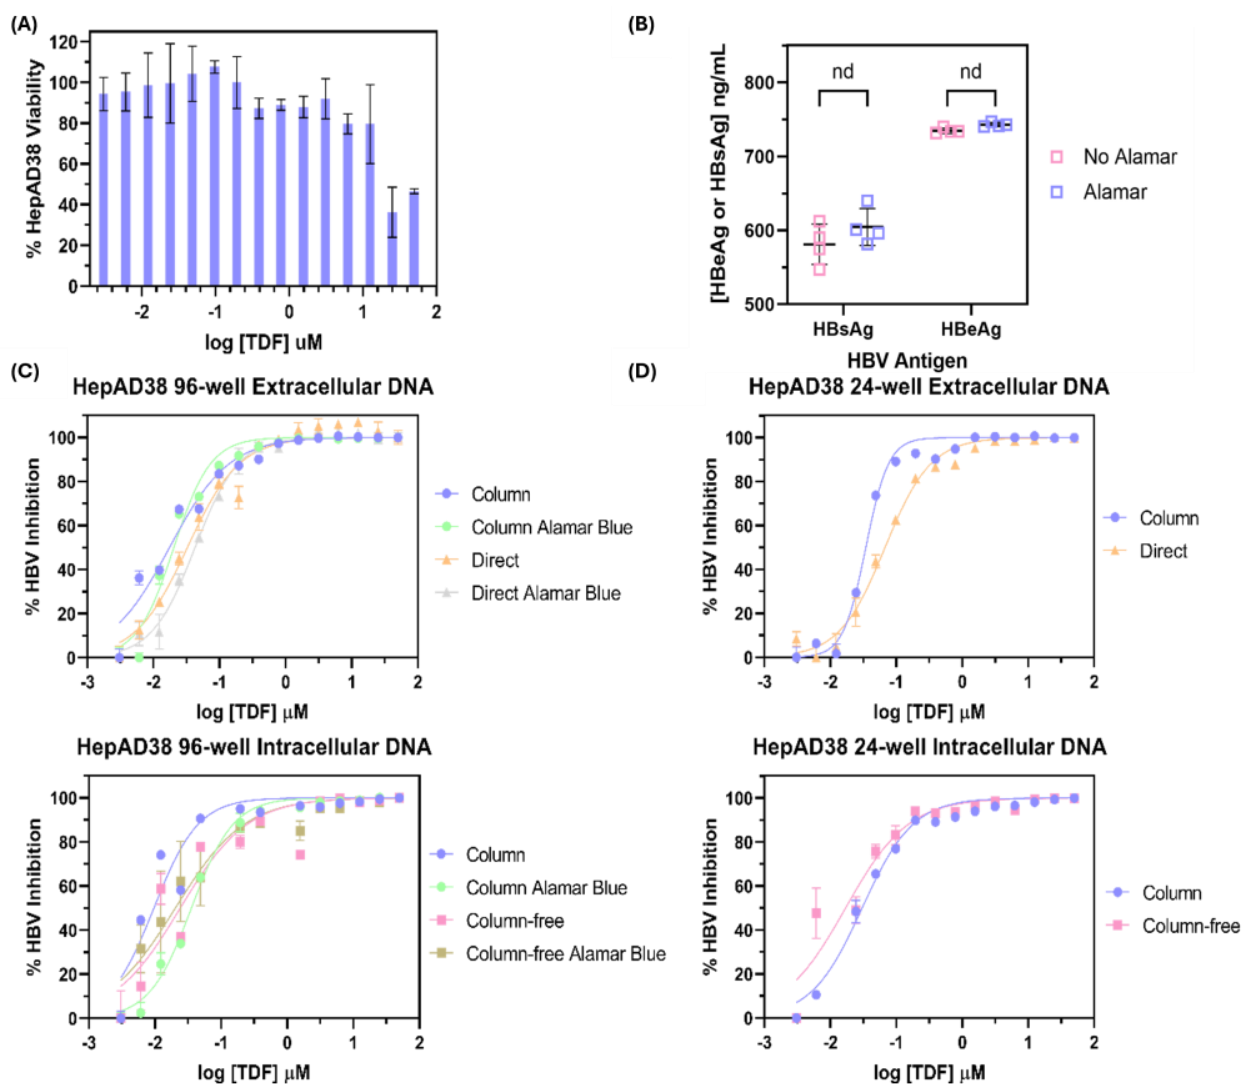 (A)
120
100
80
60
40
20
0
% HepAD38 Viability
-2 -1 0 1 2
log [TDF] uM
(B)
800
700
600
500
[HBeAg or HBsAg] ng/mL
nd nd
HBsAg HBeAg
HBV Antigen
No Alamar
Alamar
(C)
HepAD38 96-well Extracellular DNA
100
80
60
40
20
0
% HBV Inhibition
-3 -2 -1 0 1 2
log [TDF] μM
Column
Column Alamar Blue
Direct
Direct Alamar Blue
(D)
HepAD38 24-well Extracellular DNA
100
80
60
40
20
0
% HBV Inhibition
-3 -2 -1 0 1 2
log [TDF] μM
Column
Direct
HepAD38 96-well Intracellular DNA
100
80
60
40
20
0
% HBV Inhibition
-3 -2 -1 0 1 2
log [TDF] μM
Column
Column Alamar Blue
Column-free
Column-free Alamar Blue
HepAD38 24-well Intracellular DNA
100
80
60
40
20
0
% HBV Inhibition
-3 -2 -1 0 1 2
log [TDF] μM
Column
Column-free